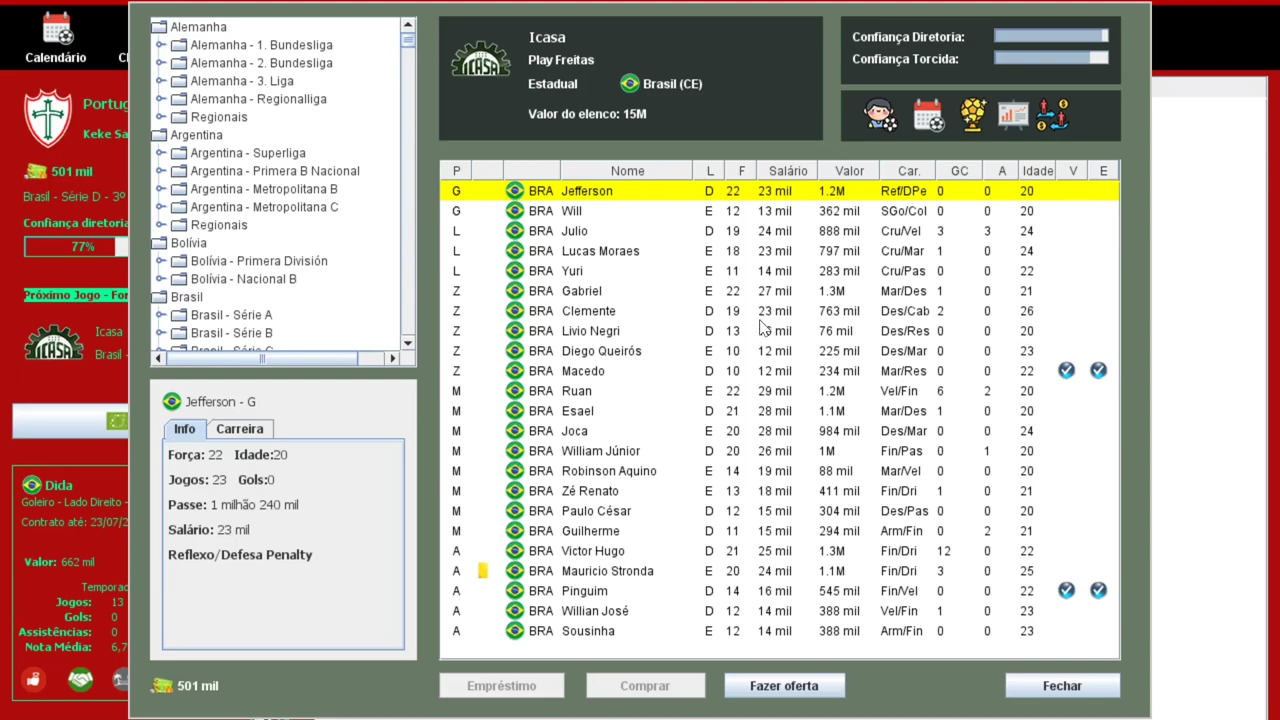 Calendário
Portug
Keke Sa
501 mil
Brasil - Série D - 3º
Confiança diretoria
77%
Próximo Jogo - For
Icasa
Brasil -
Dida
Goleiro - Lado Direito -
Contrato até: 23/07/2
Valor: 662 mil
Temporad
Jogos: 13
Gols: 0
Assistências: 0
Nota Média: 6,7
Alemanha
Alemanha - 1. Bundesliga
Alemanha - 2. Bundesliga
Alemanha - 3. Liga
Alemanha - Regionalliga
Regionais
Argentina
Argentina - Superliga
Argentina - Primera B Nacional
Argentina - Metropolitana B
Argentina - Metropolitana C
Regionais
Bolívia
Bolívia - Primera División
Bolívia - Nacional B
Brasil
Brasil - Série A
Brasil - Série B
Jefferson - G
Info Carreira
Força: 22 Idade:20
Jogos: 23 Gols:0
Passe: 1 milhão 240 mil
Salário: 23 mil
Reflexo/Defesa Penalty
501 mil
ICASA
Icasa
Play Freitas
Estadual Brasil (CE)
Valor do elenco: 15M
Confiança Diretoria:
Confiança Torcida:
P Nome L F Salário Valor Car. GC A Idade V E
G BRA Jefferson D 22 23 mil 1.2M Ref/DPe 0 0 20
G BRA Will E 12 13 mil 362 mil SGo/Col 0 0 20
L BRA Julio D 19 24 mil 888 mil Cru/Vel 3 3 24
L BRA Lucas Moraes E 18 23 mil 797 mil Cru/Mar 1 0 24
L BRA Yuri E 11 14 mil 283 mil Cru/Pas 0 0 22
Z BRA Gabriel E 22 27 mil 1.3M Mar/Des 1 0 21
Z BRA Clemente D 19 23 mil 763 mil Des/Cab 2 0 26
Z BRA Livio Negri D 13 mil 76 mil Des/Res 0 0 20
Z BRA Diego Queirós E 10 12 mil 225 mil Des/Mar 0 0 23
Z BRA Macedo D 10 12 mil 234 mil Mar/Res 0 0 22
M BRA Ruan E 22 29 mil 1.2M Vel/Fin 6 2 20
M BRA Esael D 21 28 mil 1.1M Mar/Des 1 0 20
M BRA Joca E 20 28 mil 984 mil Des/Mar 0 0 24
M BRA William Júnior D 20 26 mil 1M Fin/Pas 0 1 20
M BRA Robinson Aquino E 14 19 mil 88 mil Mar/Vel 0 0 20
M BRA Zé Renato E 13 18 mil 411 mil Fin/Dri 1 0 21
M BRA Paulo César D 12 15 mil 304 mil Des/Pas 0 0 20
M BRA Guilherme D 11 15 mil 294 mil Arm/Fin 0 2 21
A BRA Victor Hugo D 21 25 mil 1.3M Fin/Dri 12 0 22
A BRA Mauricio Stronda E 20 24 mil 1.1M Fin/Dri 3 0 25
A BRA Pinguim D 14 16 mil 545 mil Fin/Vel 0 0 22
A BRA Willian José D 12 14 mil 388 mil Vel/Fin 1 0 23
A BRA Sousinha E 12 14 mil 388 mil Arm/Fin 0 0 23
Empréstimo Comprar Fazer oferta Fechar